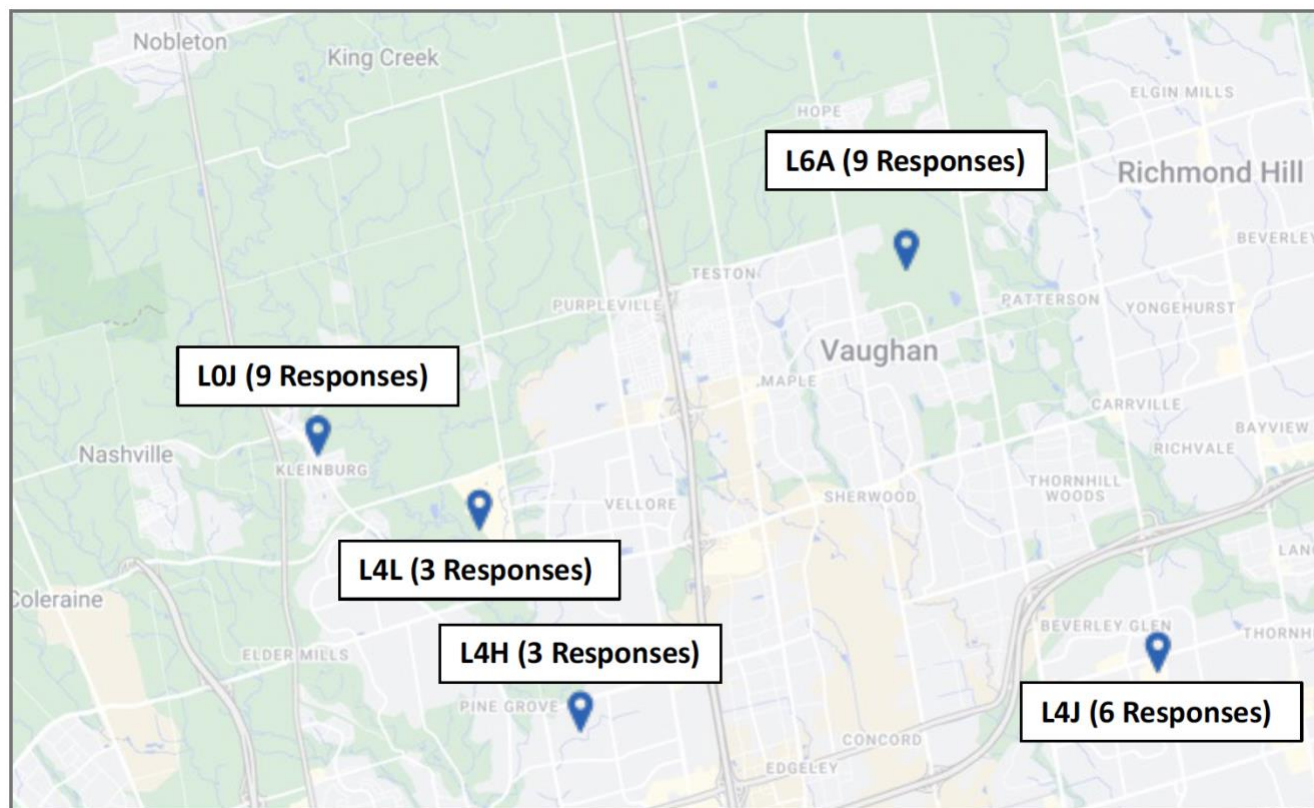 Nobleton
King Creek
ELGIN MILLS
HOPE
L6A (9 Responses)
Richmond Hill
BEVERLEY
TESTON
PURPLEVILLE
PATTERSON
YONGEHURST
Vaughan
L0J (9 Responses)
MAPLE
CARRVILLE
BAYVIEW
Nashville
KLEINBURG
RICHVALE
THORNHILL
WOODS
VELLORE
SHERWOOD
L4L (3 Responses)
LANG
Coleraine
BEVERLEY GLEN
THORNHI
L4H (3 Responses)
ELDER MILLS
PINE GROVE
L4J (6 Responses)
CONCORD
EDGELEY